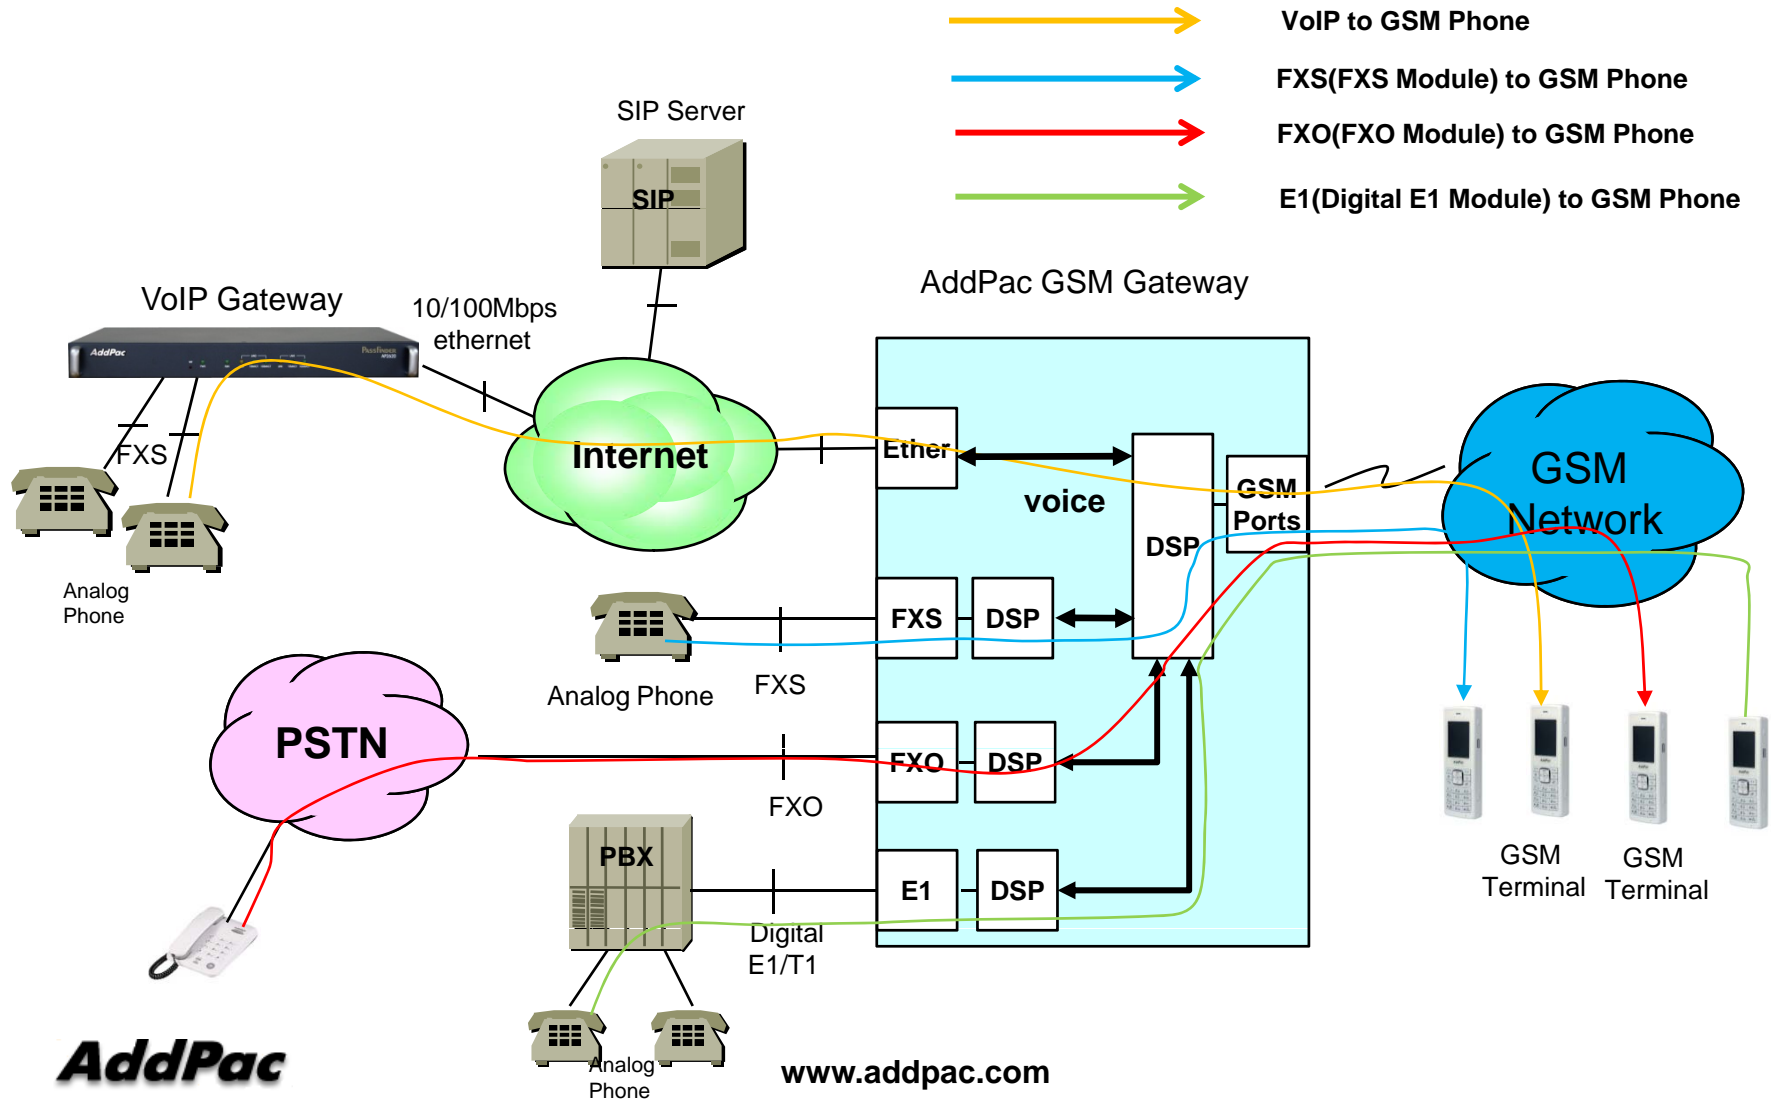 VoIP to GSM Phone
FXS(FXS Module) to GSM Phone
FXO(FXO Module) to GSM Phone
E1(Digital E1 Module) to GSM Phone
SIP Server
SIP
AddPac GSM Gateway
VoIP Gateway
10/100Mbps
ethernet
AddPac
FXS
Analog
Phone
Internet
Ether
voice
DSP
GSM
Ports
GSM
Network
FXS
DSP
Analog Phone
FXS
PSTN
FXO
DSP
FXO
PBX
E1
DSP
Digital
E1/T1
Analog
Phone
GSM
Terminal
GSM
Terminal
AddPac
www.addpac.com